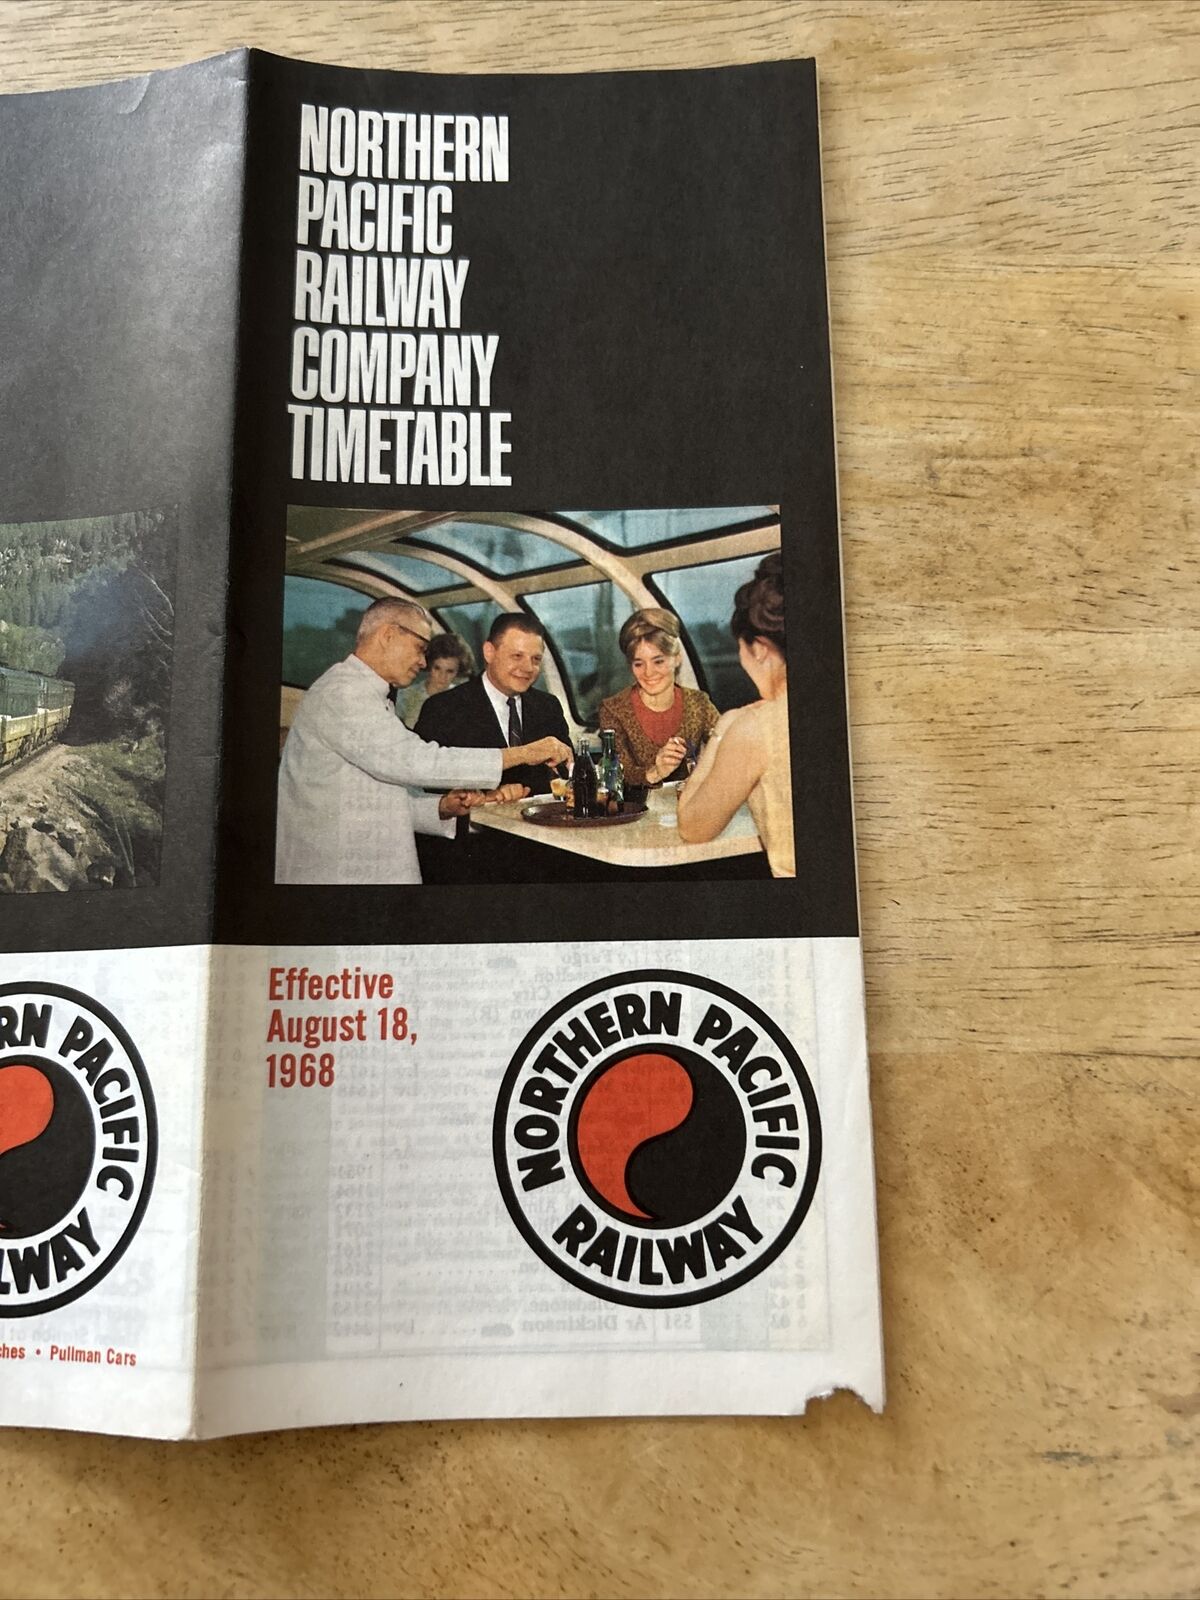 NORTHERN
PACIFIC
RAILWAY
COMPANY
TIMETABLE
Effective
August 18,
1968
NORTHERN PACIFIC
RAILWAY
RN PACIFIC
LWAY
ches • Pullman Cars